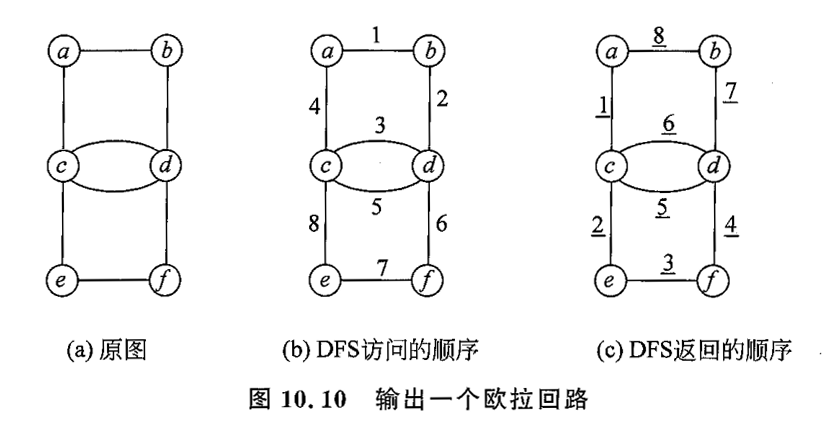 a b a 1 b a 8 b
4 2 1 7
3 6
c d c d c d
5 5
8 6 2 4
e f e 7 f e 3 f
(a) 原图 (b) DFS访问的顺序 (c) DFS返回的顺序
图 10.10 输出一个欧拉回路